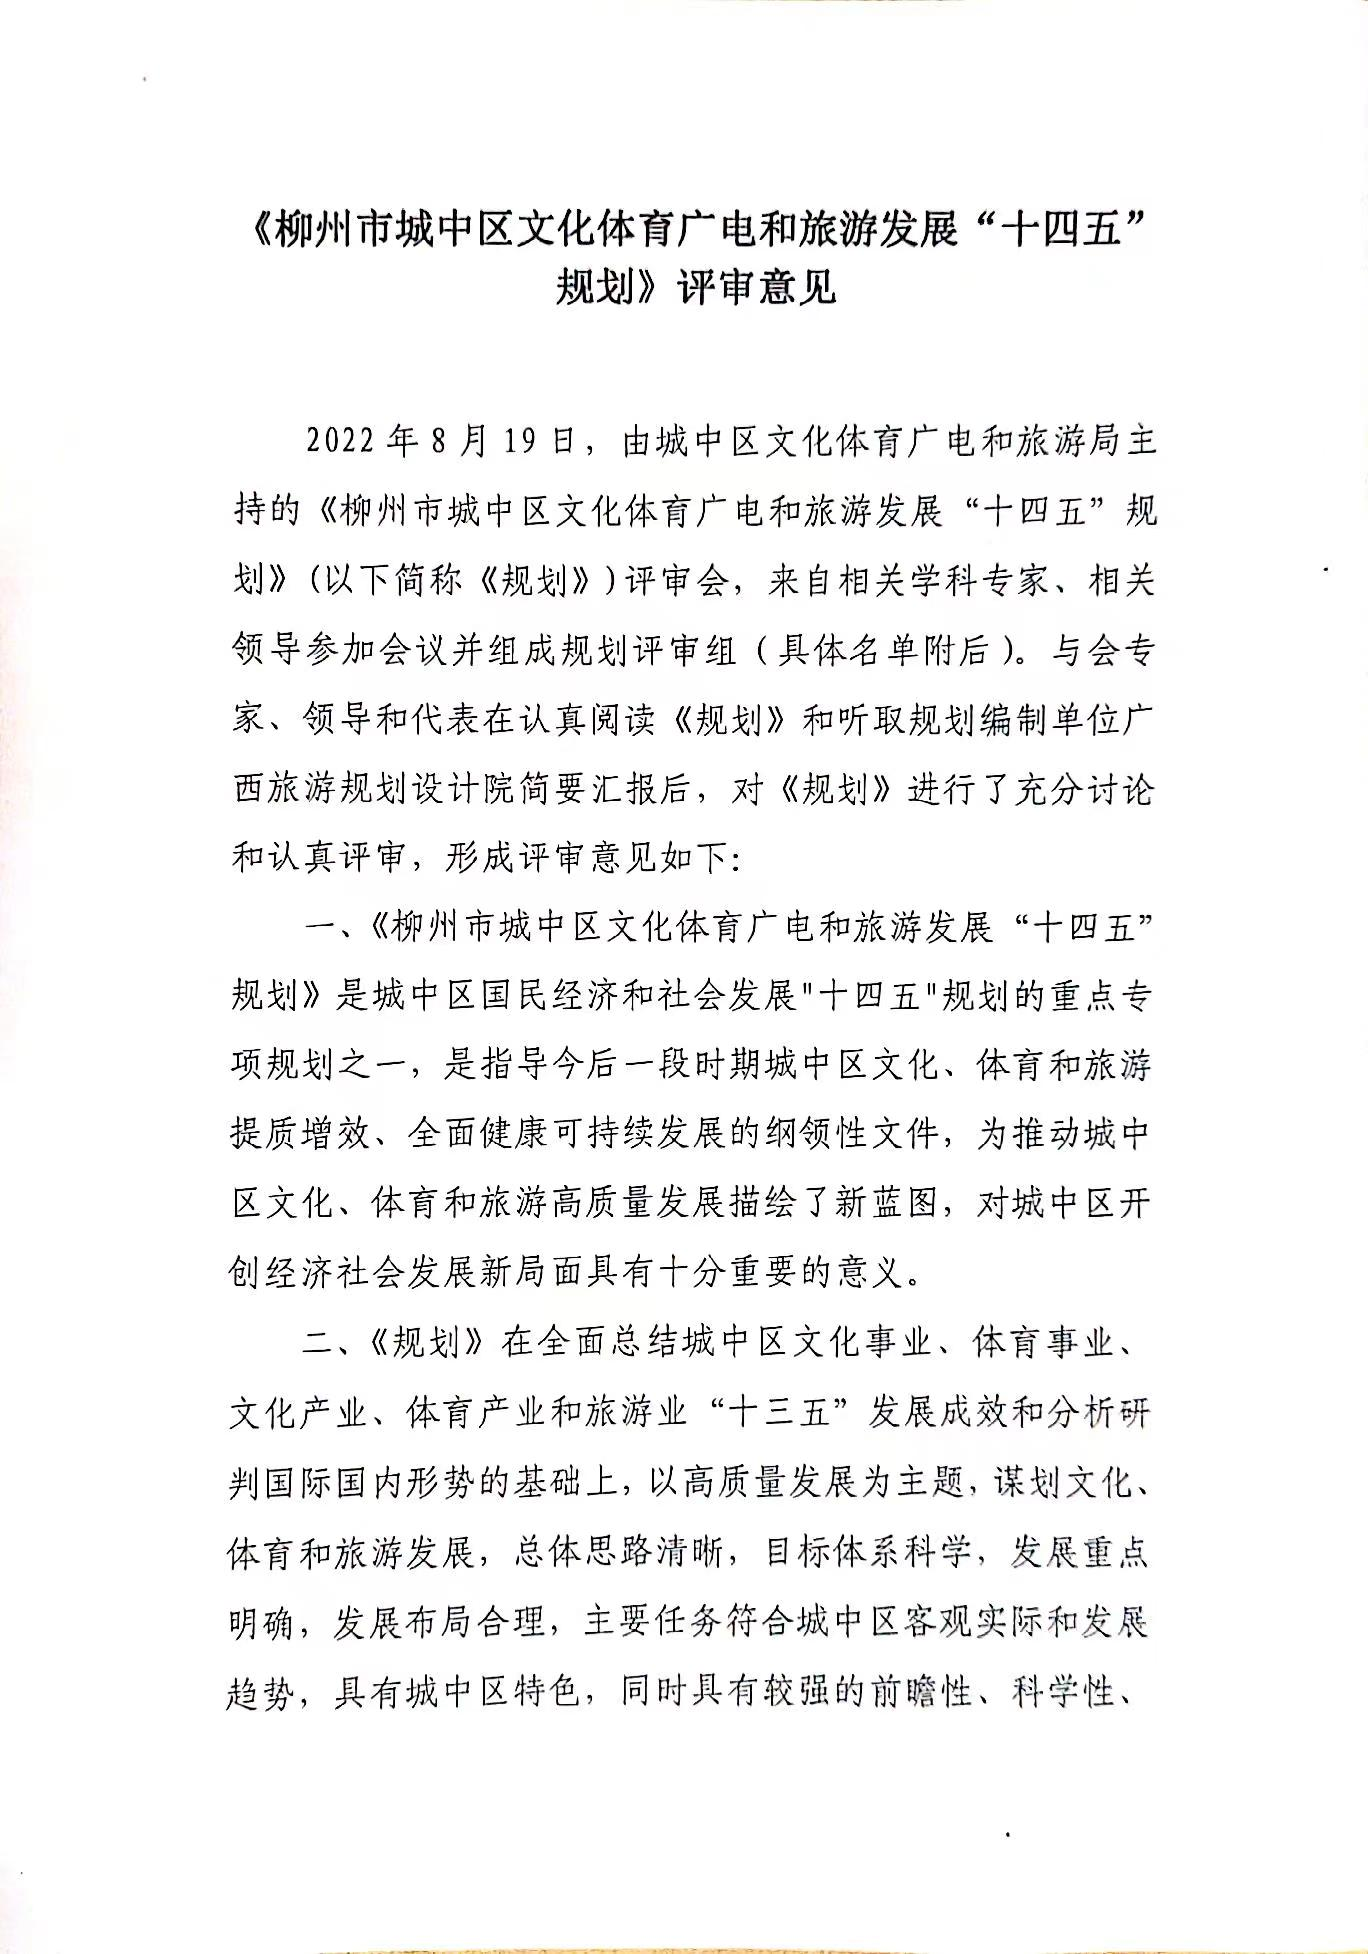 《柳州市城中区文化体育广电和旅游发展“十四五”
规划》评审意见
2022年8月19日，由城中区文化体育广电和旅游局主
持的《柳州市城中区文化体育广电和旅游发展“十四五”规
划》(以下简称《规划》)评审会，来自相关学科专家、相关
领导参加会议并组成规划评审组（具体名单附后）。与会专
家、领导和代表在认真阅读《规划》和听取规划编制单位广
西旅游规划设计院简要汇报后，对《规划》进行了充分讨论
和认真评审，形成评审意见如下：
一、《柳州市城中区文化体育广电和旅游发展“十四五”
规划》是城中区国民经济和社会发展"十四五"规划的重点专
项规划之一，是指导今后一段时期城中区文化、体育和旅游
提质增效、全面健康可持续发展的纲领性文件，为推动城中
区文化、体育和旅游高质量发展描绘了新蓝图，对城中区开
创经济社会发展新局面具有十分重要的意义。
二、《规划》在全面总结城中区文化事业、体育事业、
文化产业、体育产业和旅游业“十三五”发展成效和分析研
判国际国内形势的基础上，以高质量发展为主题，谋划文化、
体育和旅游发展，总体思路清晰，目标体系科学，发展重点
明确，发展布局合理，主要任务符合城中区客观实际和发展
趋势，具有城中区特色，同时具有较强的前瞻性、科学性、